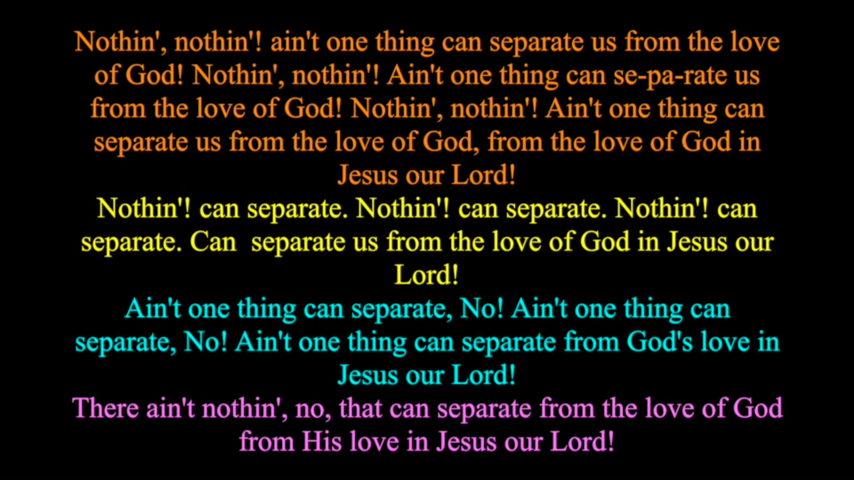 Nothin', nothin'! ain't one thing can separate us from the love
of God! Nothin', nothin'! Ain't one thing can se-pa-rate us
from the love of God! Nothin', nothin'! Ain't one thing can
separate us from the love of God, from the love of God in
Jesus our Lord!
Nothin'! can separate. Nothin'! can separate. Nothin'! can
separate. Can  separate us from the love of God in Jesus our
Lord!
Ain't one thing can separate, No! Ain't one thing can
separate, No! Ain't one thing can separate from God's love in
Jesus our Lord!
There ain't nothin', no, that can separate from the love of God
from His love in Jesus our Lord!